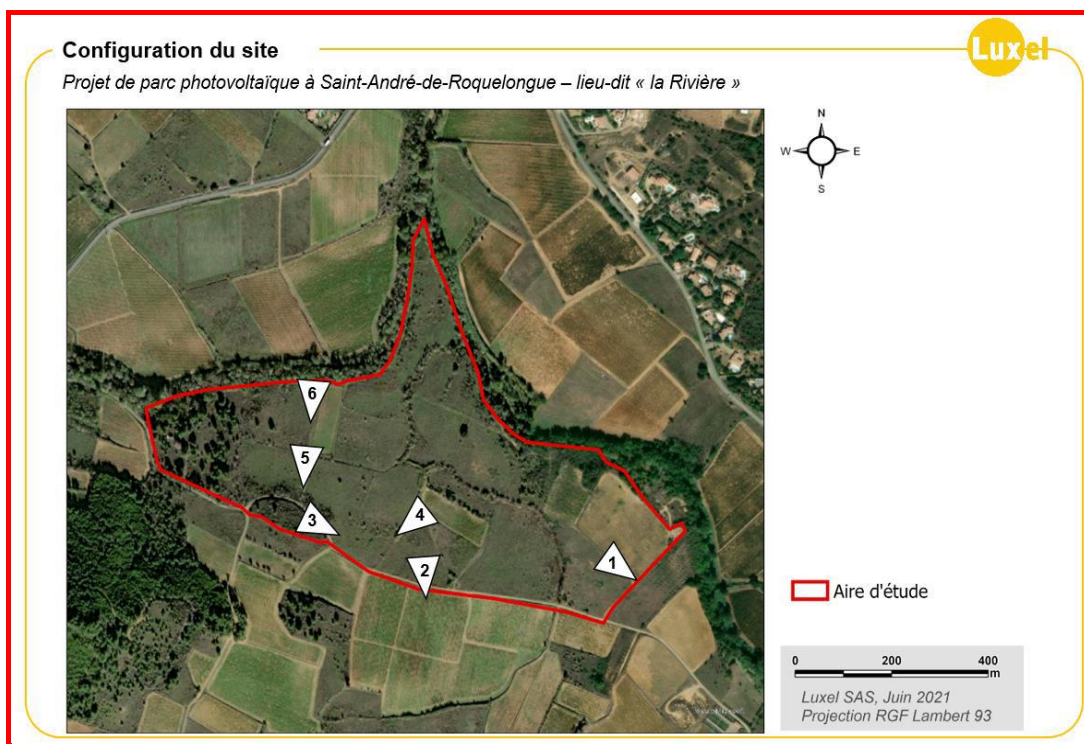 Configuration du site
Luxel
Projet de parc photovoltaïque à Saint-André-de-Roquelongue – lieu-dit « la Rivière »
N
W E
S
6
5
3
4
2
1
Aire d'étude
0 200 400
m
Luxel SAS, Juin 2021
Projection RGF Lambert 93